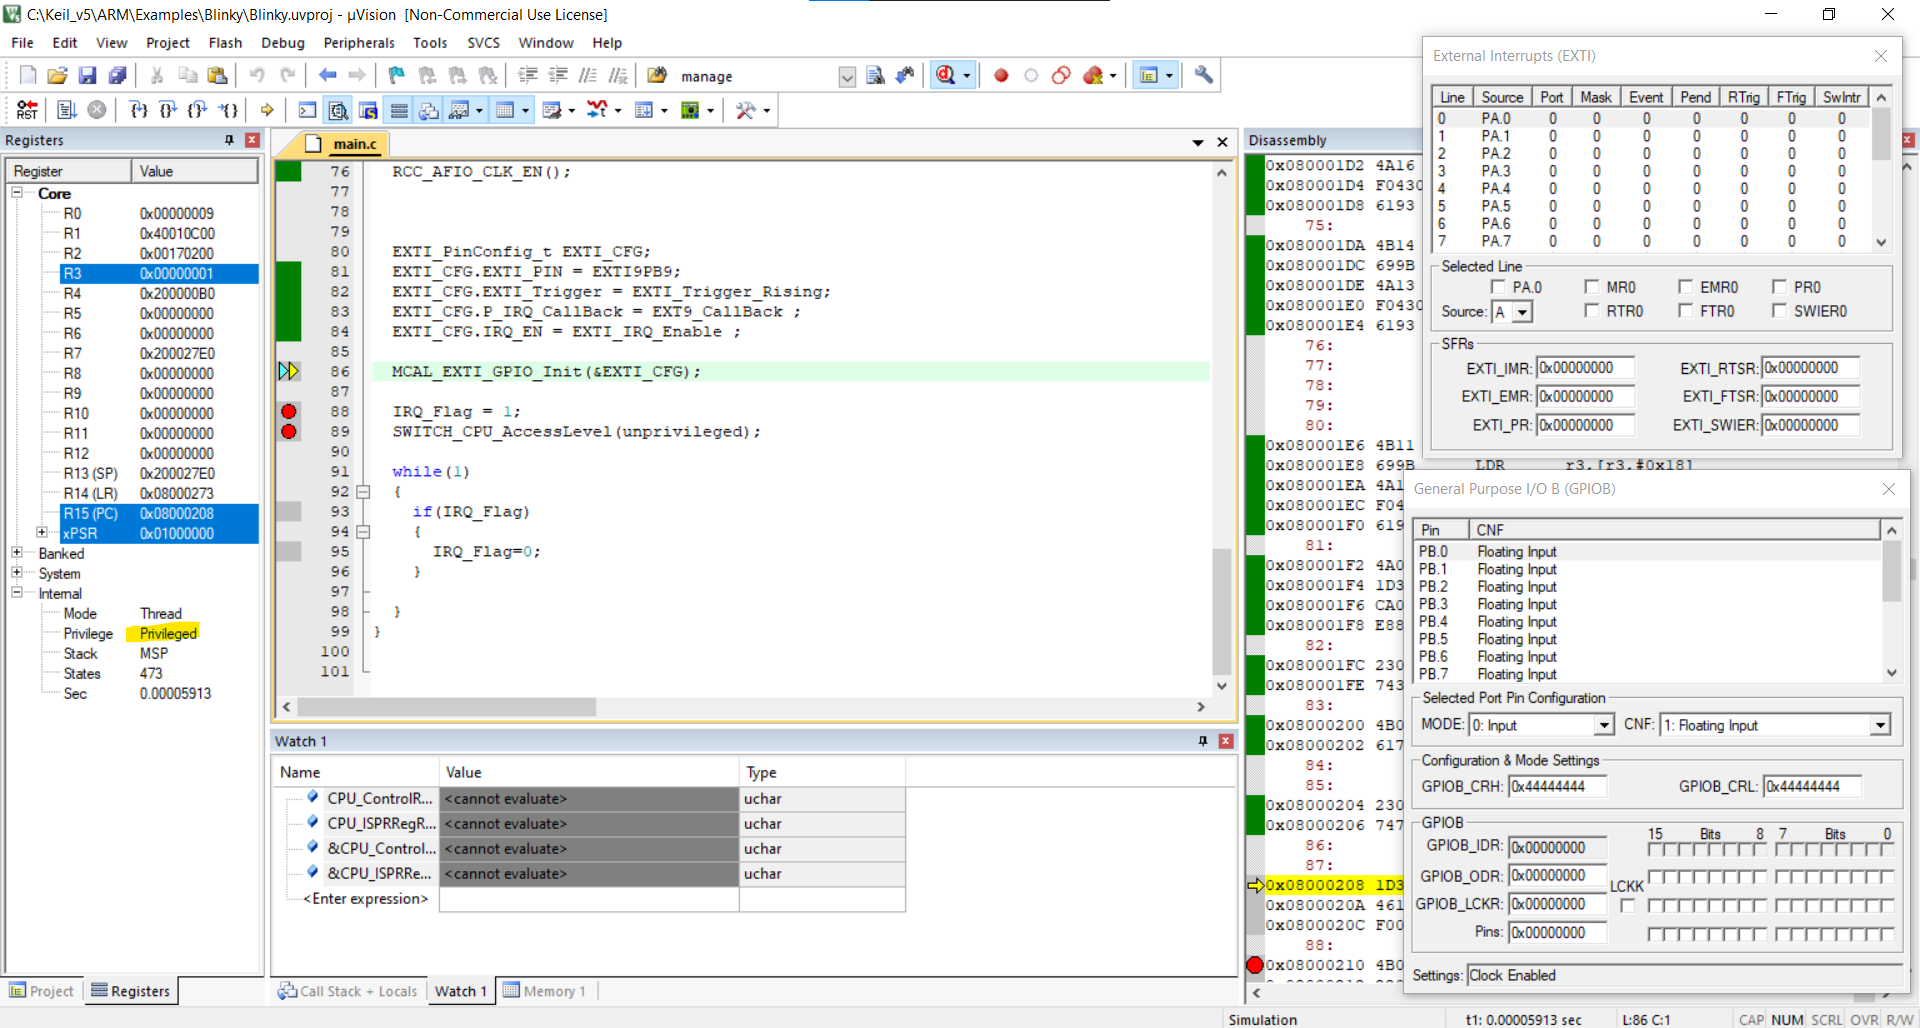 C:\Keil_v5\ARM\Examples\Blinky\Blinky.uvproj - µVision [Non-Commercial Use License]
File Edit View Project Flash Debug Peripherals Tools SVCS Window Help
manage
RST
Registers
Register Value
Core
R0 0x00000009
R1 0x40010C00
R2 0x00170200
R3 0x00000001
R4 0x200000B0
R5 0x00000000
R6 0x00000000
R7 0x200027E0
R8 0x00000000
R9 0x00000000
R10 0x00000000
R11 0x00000000
R12 0x00000000
R13 (SP) 0x200027E0
R14 (LR) 0x08000273
R15 (PC) 0x08000208
xPSR 0x01000000
Banked
System
Internal
Mode Thread
Privilege Privileged
Stack MSP
States 473
Sec 0.00005913
Project Registers
main.c
76 RCC_AFIO_CLK_EN();
77
78
79
80 EXTI_PinConfig_t EXTI_CFG;
81 EXTI_CFG.EXTI_PIN = EXTI9PB9;
82 EXTI_CFG.EXTI_Trigger = EXTI_Trigger_Rising;
83 EXTI_CFG.P_IRQ_CallBack = EXT9_CallBack ;
84 EXTI_CFG.IRQ_EN = EXTI_IRQ_Enable ;
85
86 MCAL_EXTI_GPIO_Init(&EXTI_CFG);
87
88 IRQ_Flag = 1;
89 SWITCH_CPU_AccessLevel(unprivileged);
90
91 while(1)
92 {
93 if(IRQ_Flag)
94 {
95 IRQ_Flag=0;
96 }
97
98 }
99 }
100
101
Watch 1
Name Value Type
CPU_ControlR... <cannot evaluate> uchar
CPU_ISPRRegR... <cannot evaluate> uchar
&CPU_Control... <cannot evaluate> uchar
&CPU_ISPRRe... <cannot evaluate> uchar
<Enter expression>
Call Stack + Locals Watch 1 Memory 1
Disassembly
0x080001D2 4A16
0x080001D4 F0430
0x080001D8 6193
75:
0x080001DA 4B14
0x080001DC 699B
0x080001DE 4A13
0x080001E0 F0430
0x080001E4 6193
76:
77:
78:
79:
80:
0x080001E6 4B11
0x080001E8 699B LDR r3,[r3,#0x18]
0x080001EA 4A1
0x080001EC F04
0x080001F0 619
81:
0x080001F2 4A0
0x080001F4 1D3
0x080001F6 CA0
0x080001F8 E88
82:
0x080001FC 230
0x080001FE 743
83:
0x08000200 4B0
0x08000202 617
84:
85:
0x08000204 230
0x08000206 747
86:
87:
0x08000208 1D3
0x0800020A 461
0x0800020C F00
88:
0x08000210 4B0
External Interrupts (EXTI)
Line Source Port Mask Event Pend RTrig FTrig SwIntr
0 PA.0 0 0 0 0 0 0 0
1 PA.1 0 0 0 0 0 0 0
2 PA.2 0 0 0 0 0 0 0
3 PA.3 0 0 0 0 0 0 0
4 PA.4 0 0 0 0 0 0 0
5 PA.5 0 0 0 0 0 0 0
6 PA.6 0 0 0 0 0 0 0
7 PA.7 0 0 0 0 0 0 0
Selected Line
PA.0 MR0 EMR0 PR0
Source: A RTR0 FTR0 SWIER0
SFRs
EXTI_IMR: 0x00000000 EXTI_RTSR: 0x00000000
EXTI_EMR: 0x00000000 EXTI_FTSR: 0x00000000
EXTI_PR: 0x00000000 EXTI_SWIER: 0x00000000
General Purpose I/O B (GPIOB)
Pin CNF
PB.0 Floating Input
PB.1 Floating Input
PB.2 Floating Input
PB.3 Floating Input
PB.4 Floating Input
PB.5 Floating Input
PB.6 Floating Input
PB.7 Floating Input
Selected Port Pin Configuration
MODE: 0: Input CNF: 1: Floating Input
Configuration & Mode Settings
GPIOB_CRH: 0x44444444 GPIOB_CRL: 0x44444444
GPIOB
15 Bits 8 7 Bits 0
GPIOB_IDR: 0x00000000
GPIOB_ODR: 0x00000000
LCKK
GPIOB_LCKR: 0x00000000
Pins: 0x00000000
Settings: Clock Enabled
Simulation t1: 0.00005913 sec L:86 C:1 CAP NUM SCRL OVR R/W